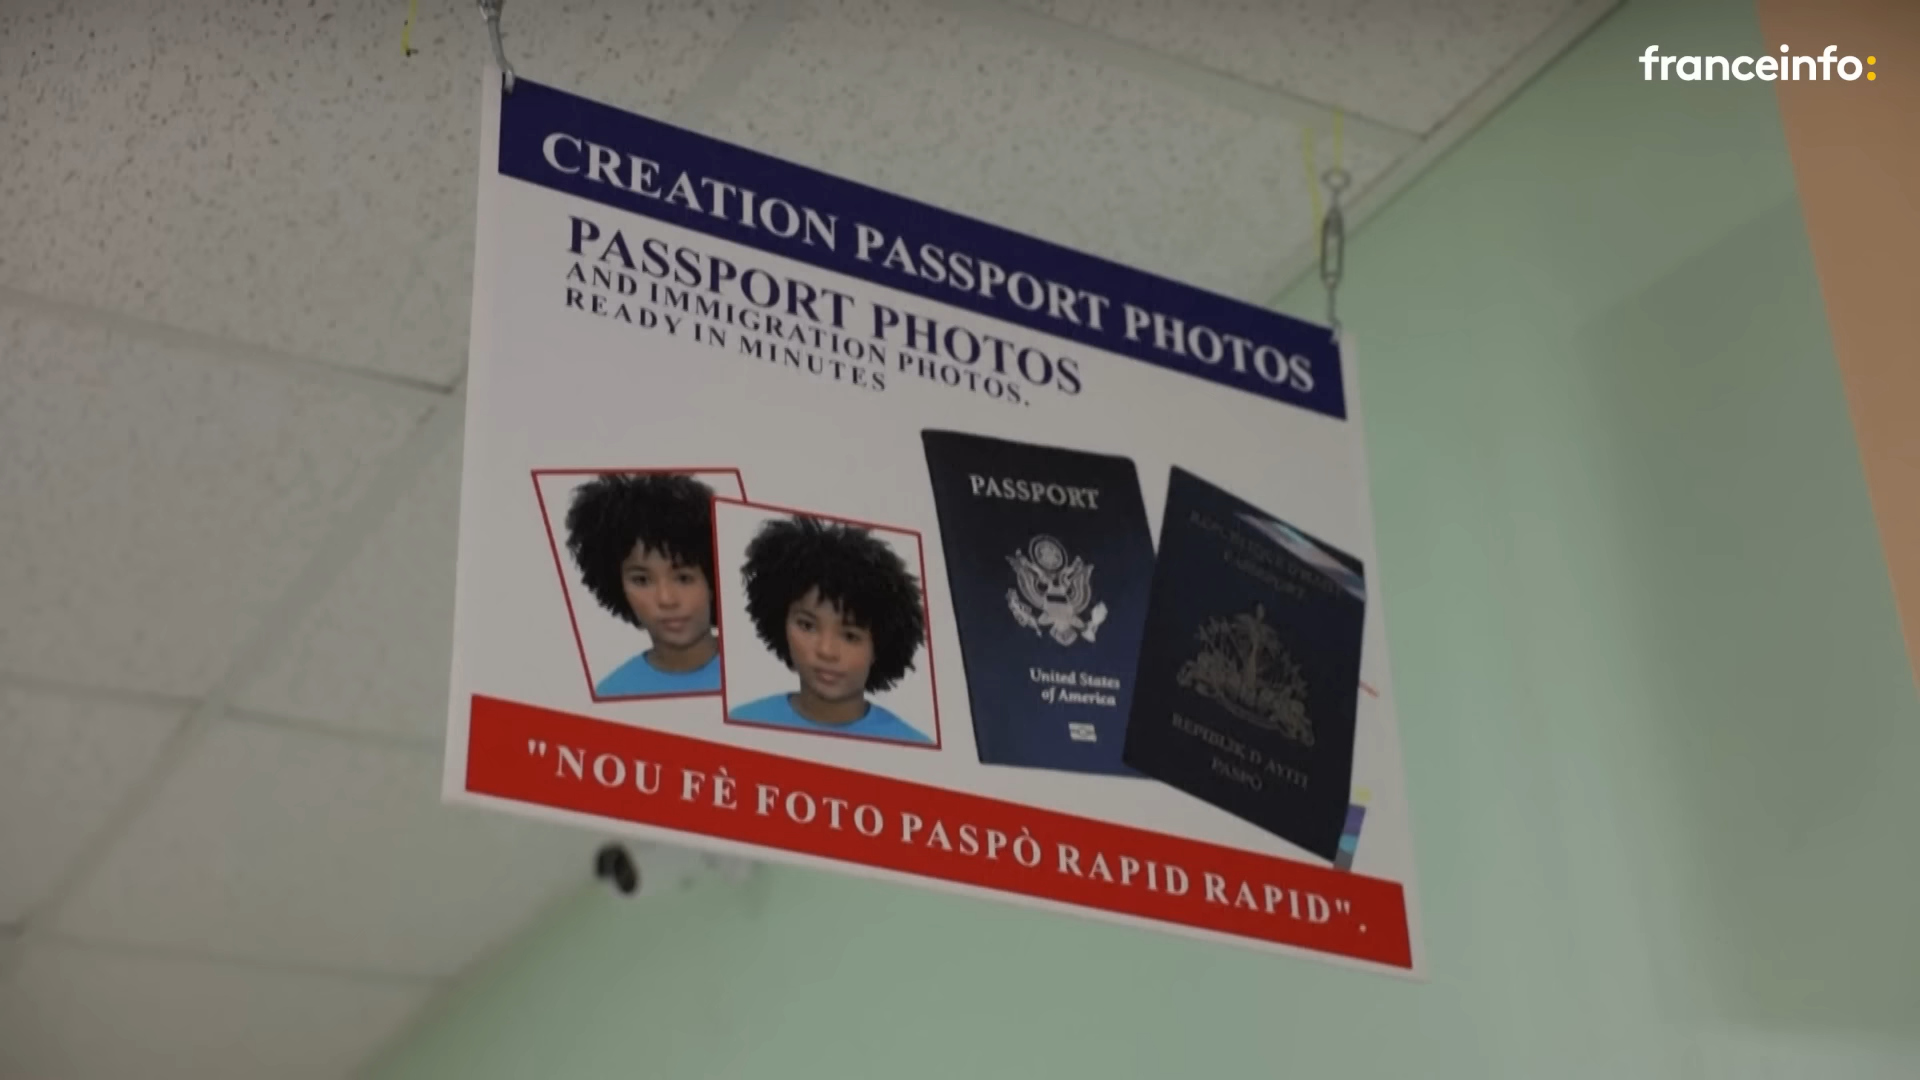 franceinfo:
CREATION PASSPORT PHOTOS
PASSPORT PHOTOS
AND IMMIGRATION PHOTOS.
READY IN MINUTES
PASSPORT
United States
of America
REPIBLIK D AYITI
PASPÒ
"NOU FÈ FOTO PASPÒ RAPID RAPID".